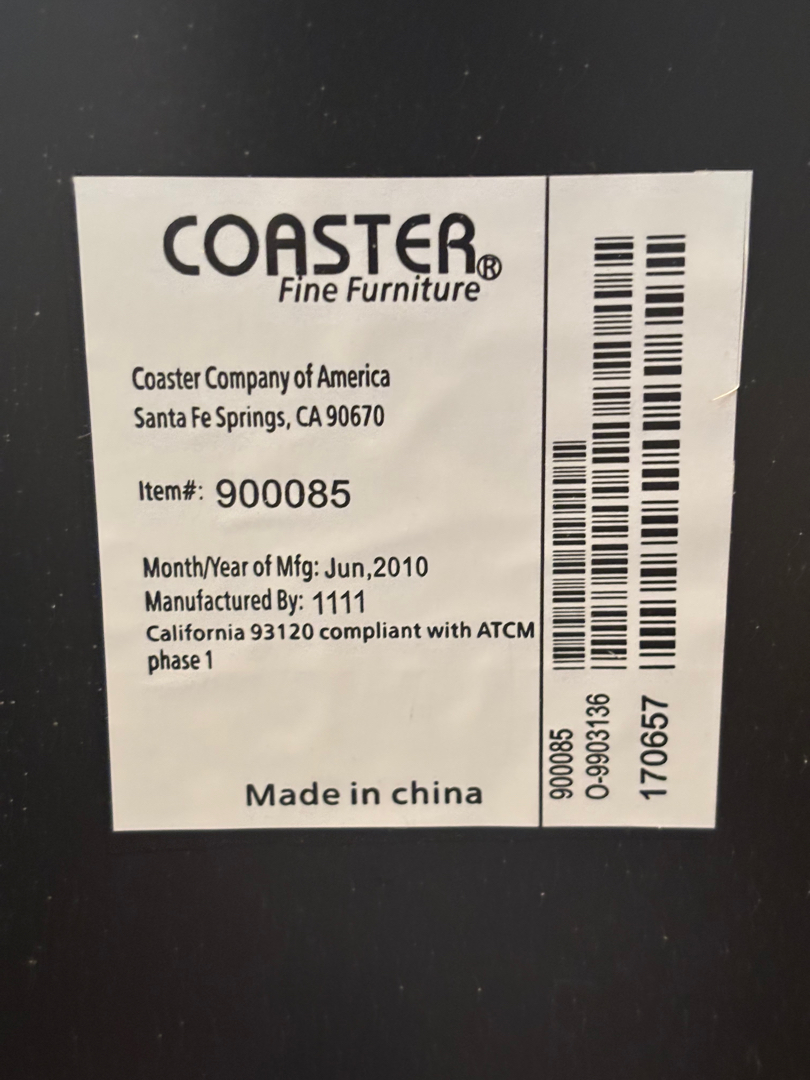 COASTER®
Fine Furniture
Coaster Company of America
Santa Fe Springs, CA 90670
Item#: 900085
Month/Year of Mfg: Jun,2010
Manufactured By: 1111
California 93120 compliant with ATCM
phase 1
Made in china
900085
O-9903136
170657